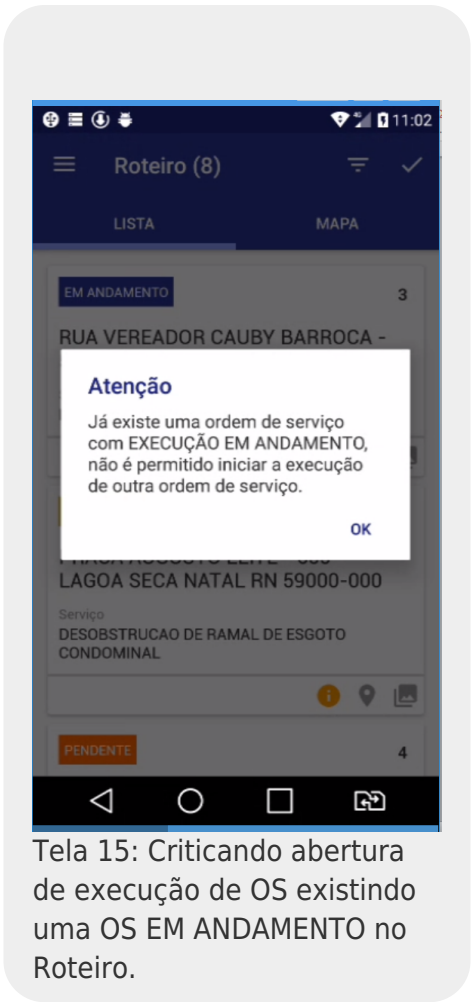 11:02
Roteiro (8)
LISTA MAPA
EM ANDAMENTO 3
RUA VEREADOR CAUBY BARROCA -
Atenção
Já existe uma ordem de serviço
com EXECUÇÃO EM ANDAMENTO,
não é permitido iniciar a execução
de outra ordem de serviço.
OK
LAGOA SECA NATAL RN 59000-000
Serviço
DESOBSTRUCAO DE RAMAL DE ESGOTO
CONDOMINAL
PENDENTE 4
Tela 15: Criticando abertura
de execução de OS existindo
uma OS EM ANDAMENTO no
Roteiro.